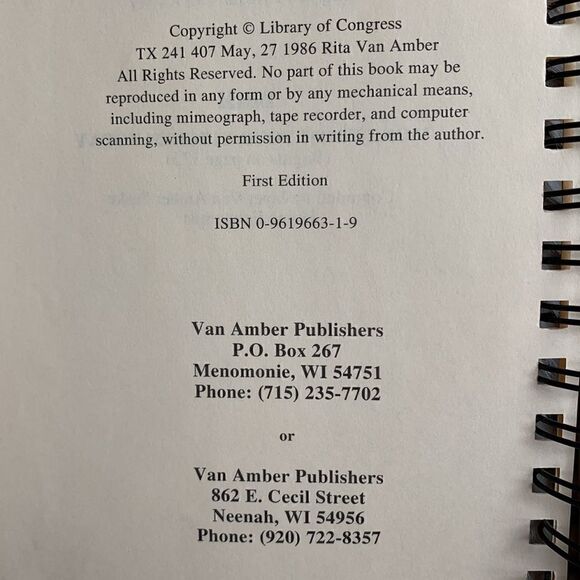 Copyright © Library of Congress
TX 241 407 May, 27 1986 Rita Van Amber
All Rights Reserved. No part of this book may be
reproduced in any form or by any mechanical means,
including mimeograph, tape recorder, and computer
scanning, without permission in writing from the author.
First Edition
ISBN 0-9619663-1-9
Van Amber Publishers
P.O. Box 267
Menomonie, WI 54751
Phone: (715) 235-7702
or
Van Amber Publishers
862 E. Cecil Street
Neenah, WI 54956
Phone: (920) 722-8357